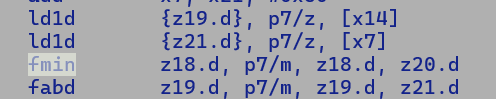 ld1d {z19.d}, p7/z, [x14]
ld1d {z21.d}, p7/z, [x7]
fmin z18.d, p7/m, z18.d, z20.d
fabd z19.d, p7/m, z19.d, z21.d